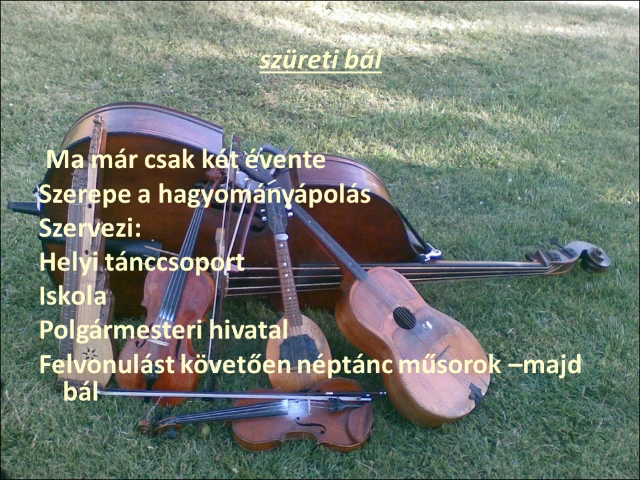 szüreti bál
Ma már csak két évente
Szerepe a hagyományápolás
Szervezi:
Helyi tánccsoport
Iskola
Polgármesteri hivatal
Felvonulást követően néptánc műsorok –majd
bál